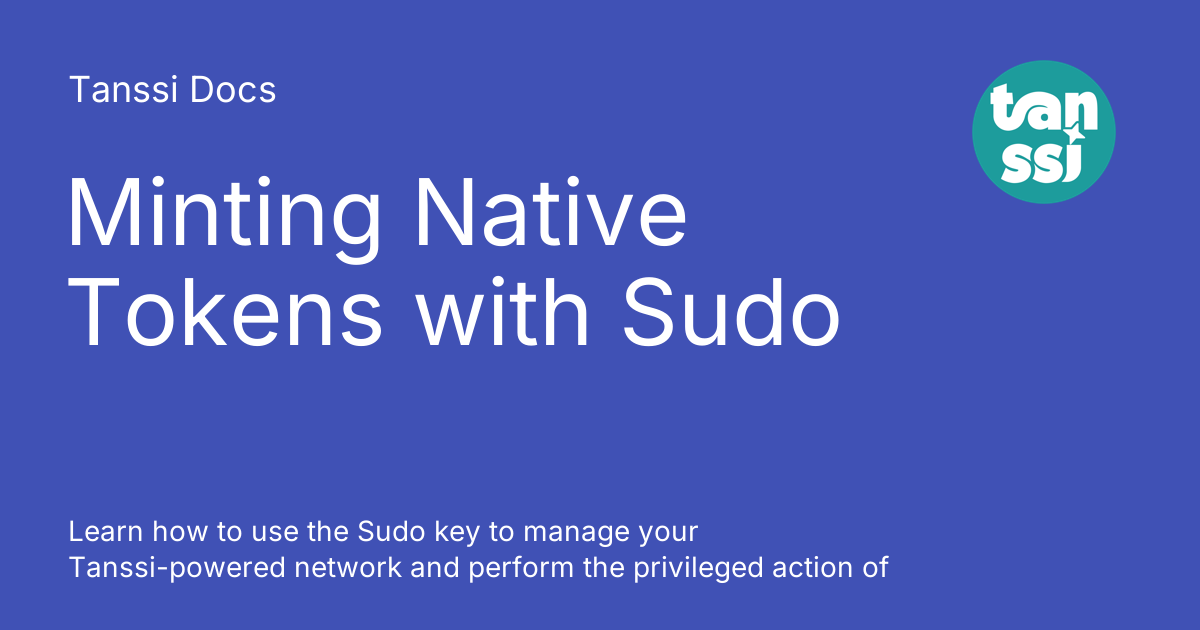 Tanssi Docs
tan
ssi
Minting Native
Tokens with Sudo
Learn how to use the Sudo key to manage your
Tanssi-powered network and perform the privileged action of